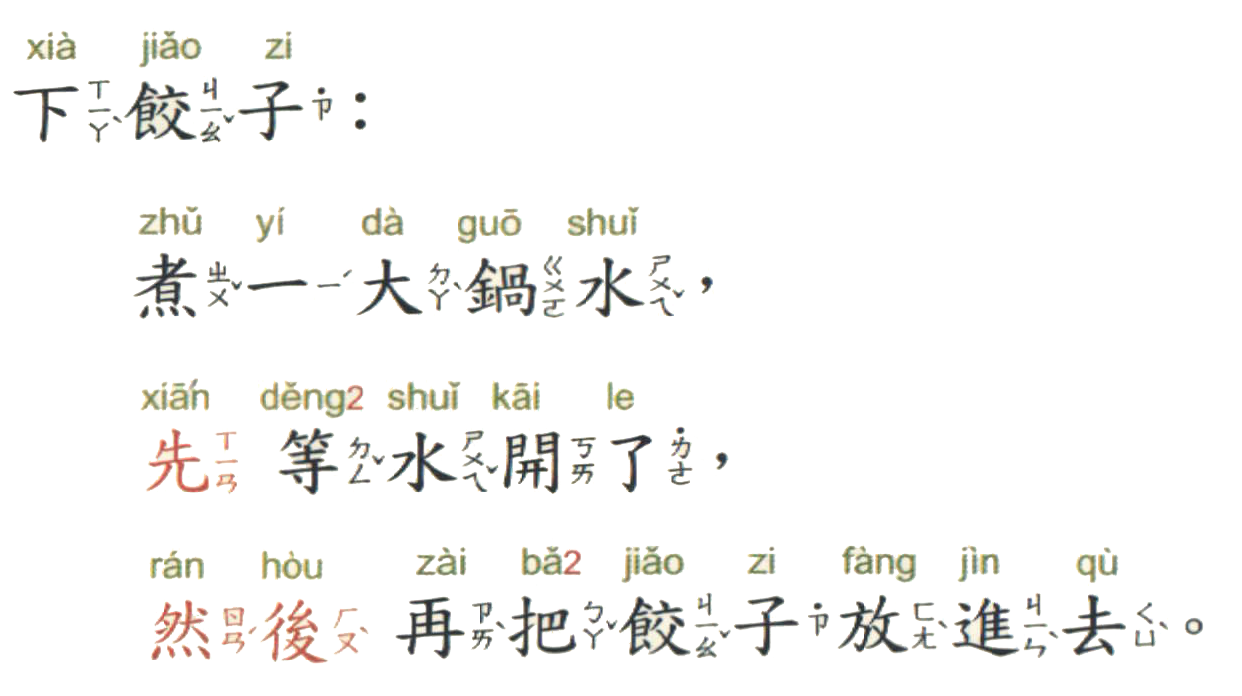 xià jiǎo zi
下ㄒㄧㄚˋ餃ㄐㄧㄠˇ子˙ㄗ：
zhǔ yí dà guō shuǐ
煮ㄓㄨˇ一ㄧˊ大ㄉㄚˋ鍋ㄍㄨㄛ水ㄕㄨㄟˇ，
xiān děng2 shuǐ kāi le
先ㄒㄧㄢ 等ㄉㄥˇ水ㄕㄨㄟˇ開ㄎㄞ了˙ㄌㄜ，
rán hòu zài bǎ2 jiǎo zi fàng jìn qù
然ㄖㄢˊ後ㄏㄡˋ 再ㄗㄞˋ把ㄅㄚˇ餃ㄐㄧㄠˇ子˙ㄗ放ㄈㄤˋ進ㄐㄧㄣˋ去ㄑㄩˋ。